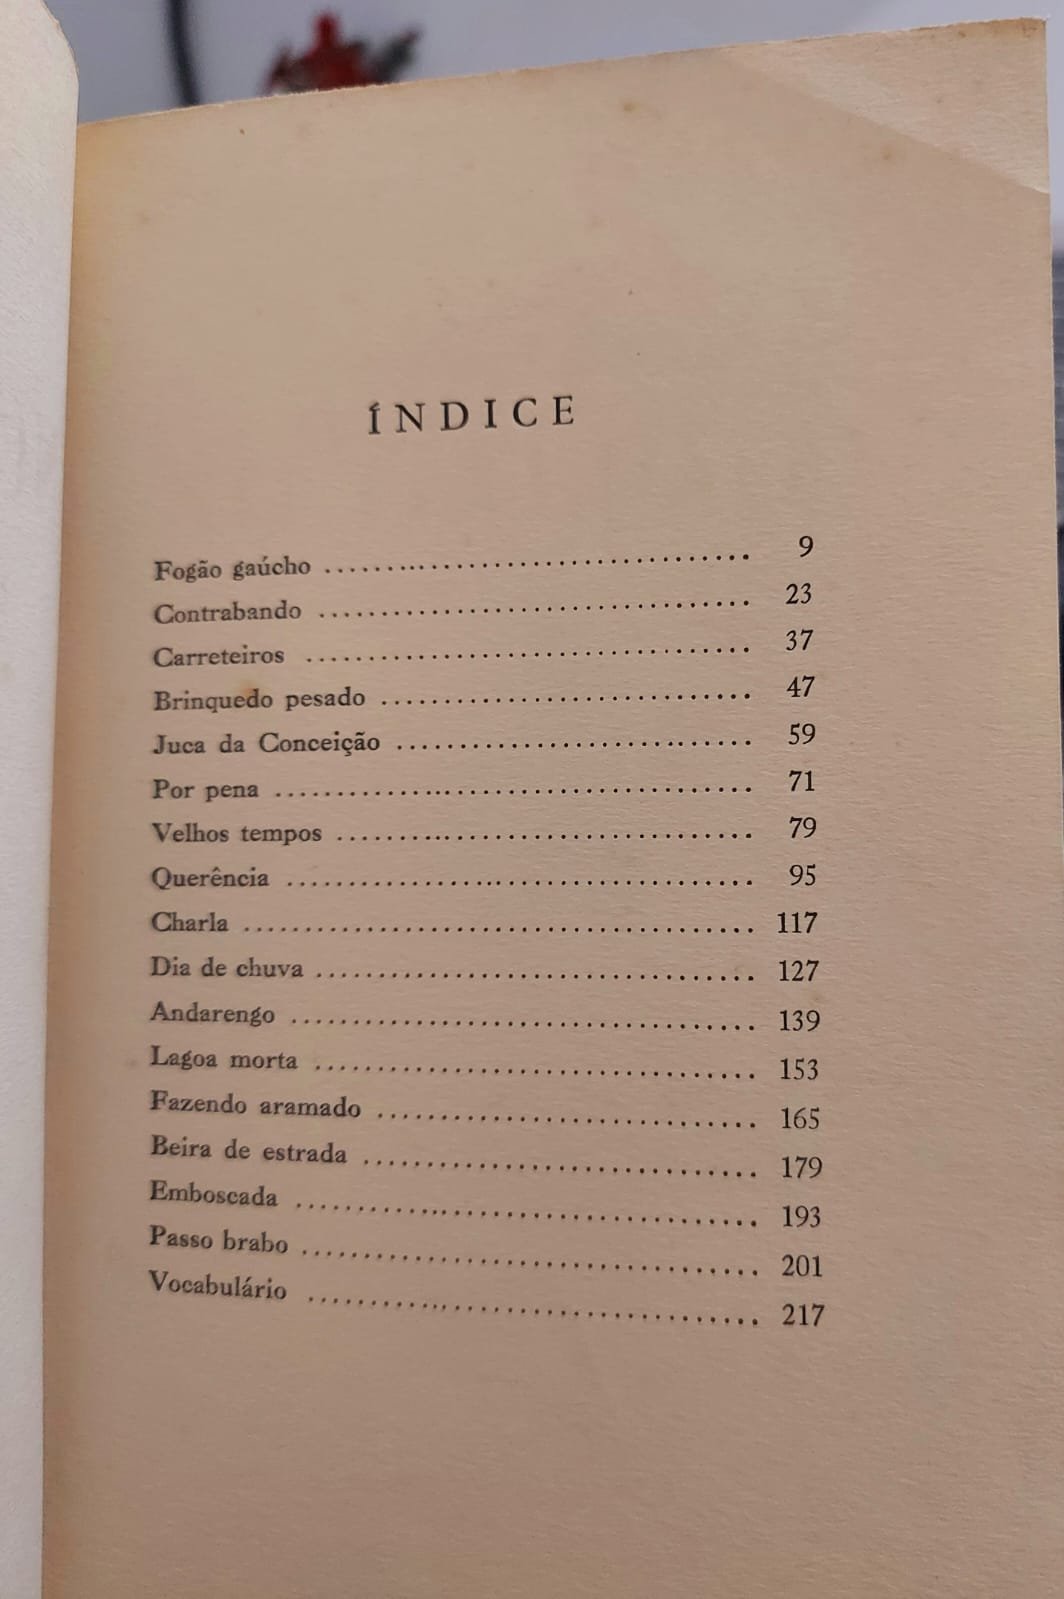 ÍNDICE
Fogão gaúcho ........................................ 9
Contrabando ........................................ 23
Carreteiros ........................................ 37
Brinquedo pesado ........................................ 47
Juca da Conceição ........................................ 59
Por pena ........................................ 71
Velhos tempos ........................................ 79
Querência ........................................ 95
Charla ........................................ 117
Dia de chuva ........................................ 127
Andarengo ........................................ 139
Lagoa morta ........................................ 153
Fazendo aramado ........................................ 165
Beira de estrada ........................................ 179
Emboscada ........................................ 193
Passo brabo ........................................ 201
Vocabulário ........................................ 217